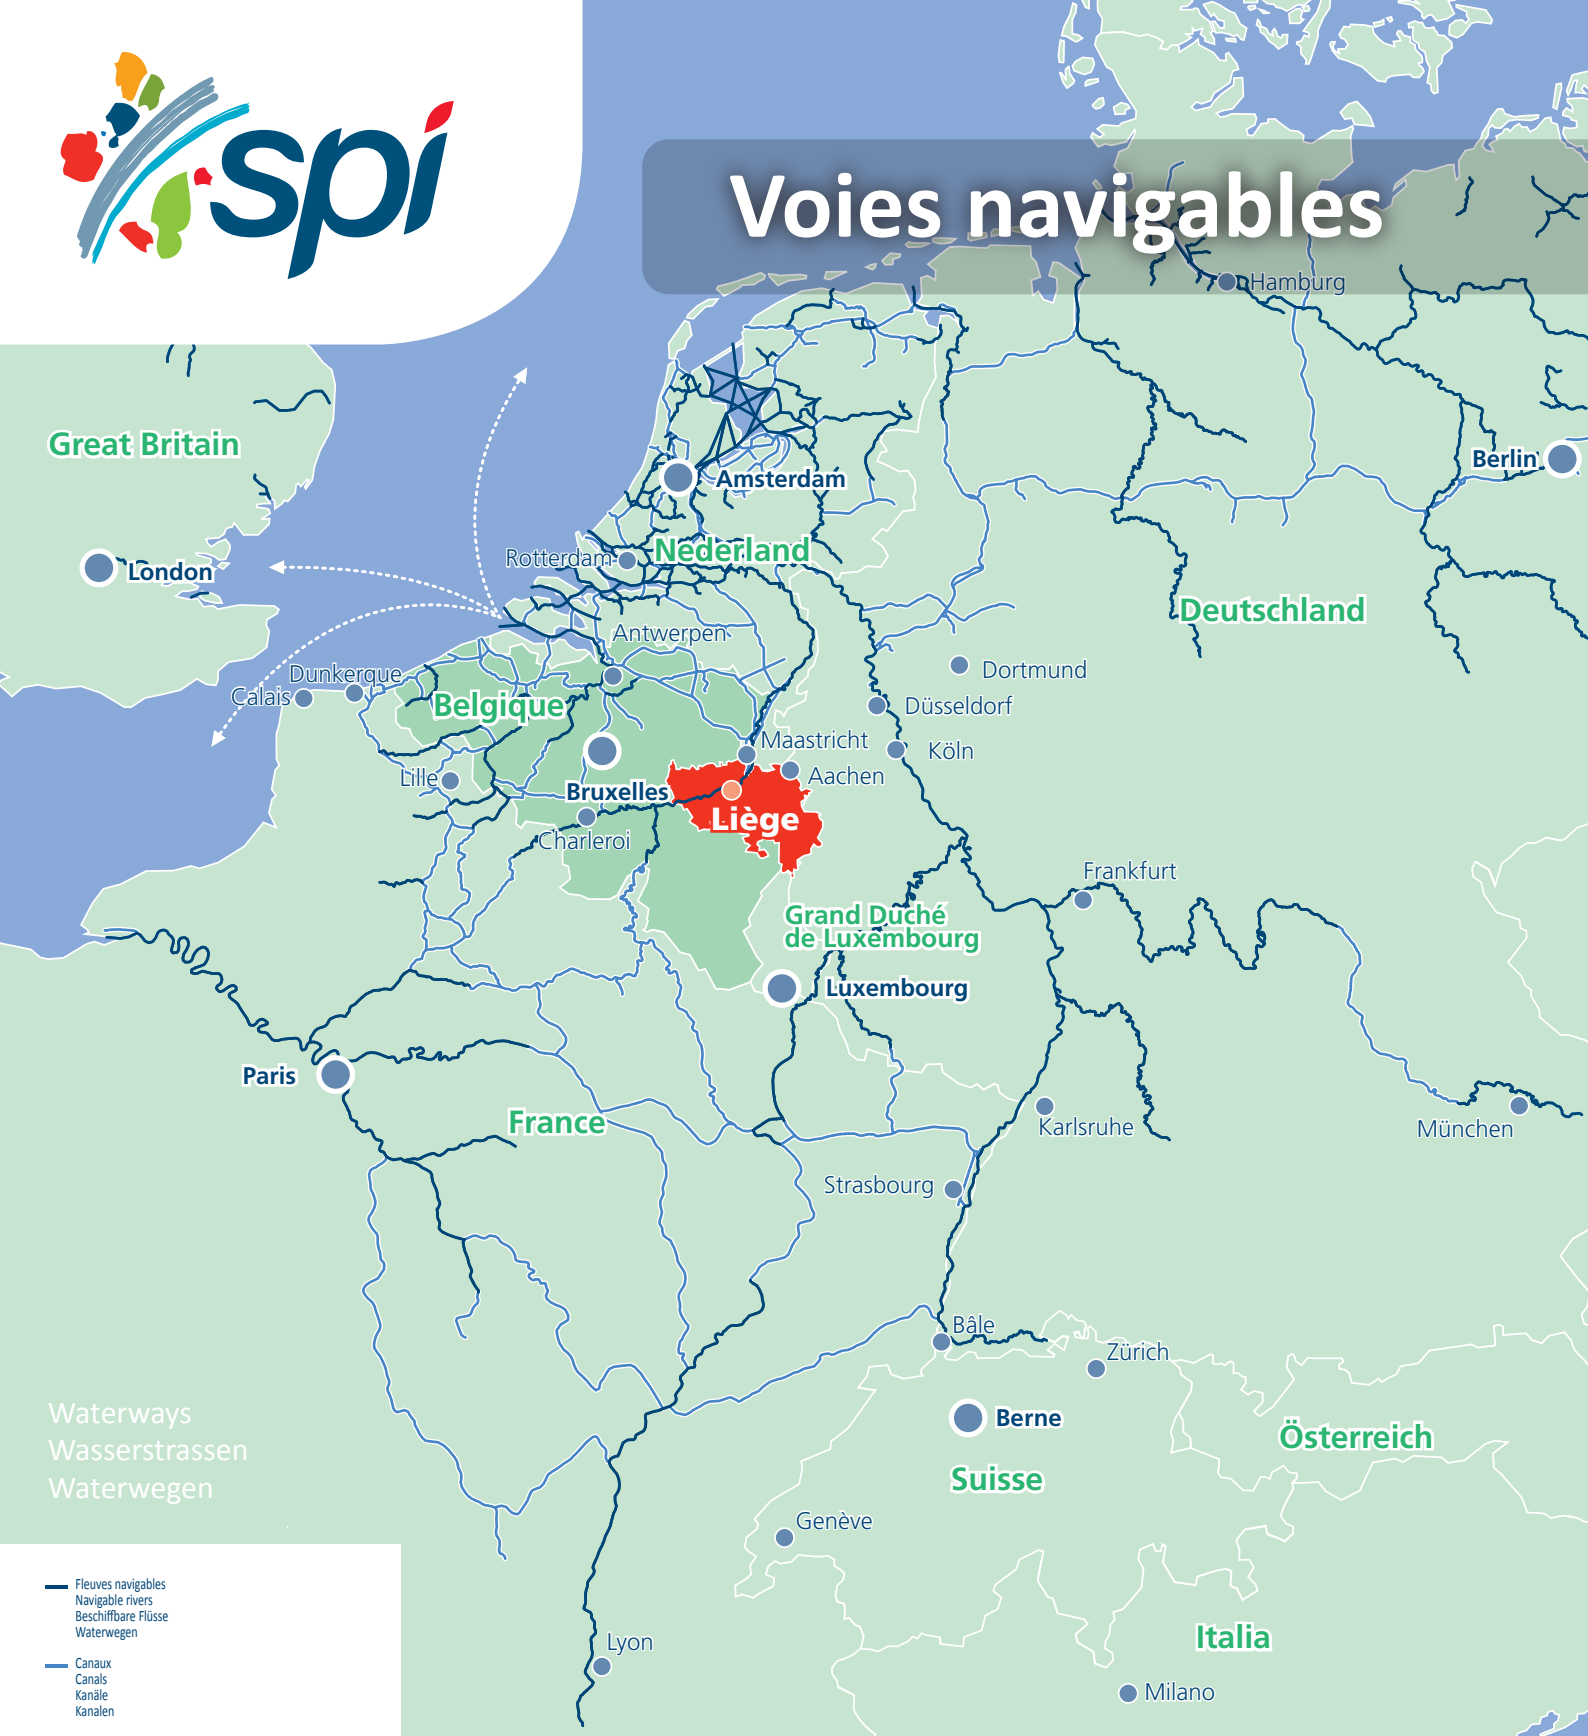 spi
Voies navigables
Hamburg
Great Britain
Berlin
Amsterdam
London
Rotterdam
Nederland
Deutschland
Antwerpen
Dortmund
Dunkerque
Calais
Belgique
Düsseldorf
Maastricht
Köln
Lille
Aachen
Bruxelles
Liège
Charleroi
Frankfurt
Grand Duché
de Luxembourg
Luxembourg
Paris
France
Karlsruhe
München
Strasbourg
Bâle
Zürich
Waterways
Wasserstrassen
Waterwegen
Berne
Österreich
Suisse
Genève
Italia
Lyon
Milano
Fleuves navigables
Navigable rivers
Beschiffbare Flüsse
Waterwegen
Canaux
Canals
Kanäle
Kanalen